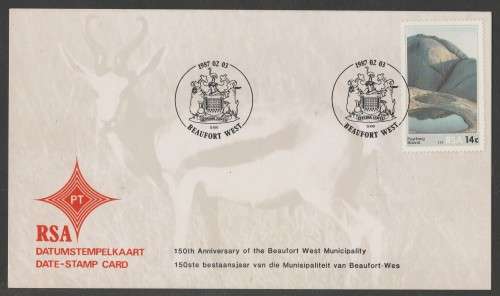 1987 02 03
BEAUFORT WEST
1987 02 03
BEAUFORT WEST
RSA 14c
PT
RSA
DATUMSTEMPELKAART
DATE-STAMP CARD
150th Anniversary of the Beaufort West Municipality
150ste bestaansjaar van die Munisipaliteit van Beaufort-Wes